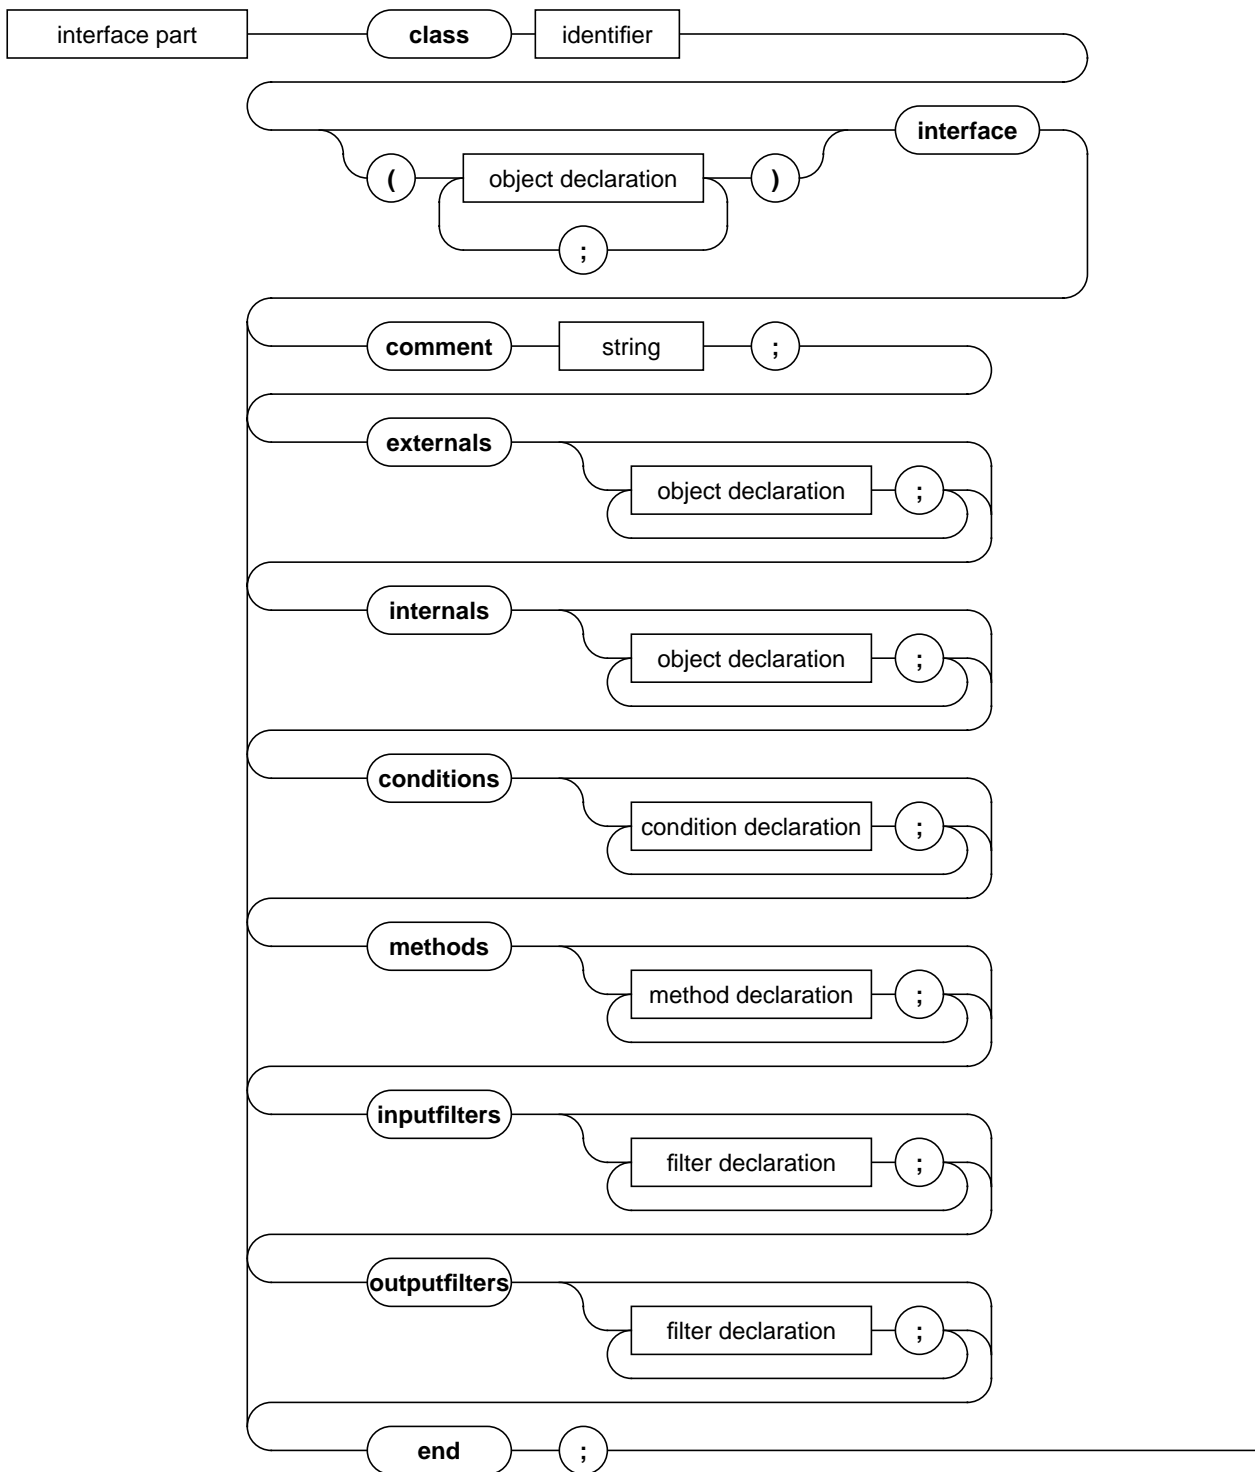 interface part class identifier
interface
( object declaration )
;
comment string ;
externals
object declaration ;
internals
object declaration ;
conditions
condition declaration ;
methods
method declaration ;
inputfilters
filter declaration ;
outputfilters
filter declaration ;
end ;